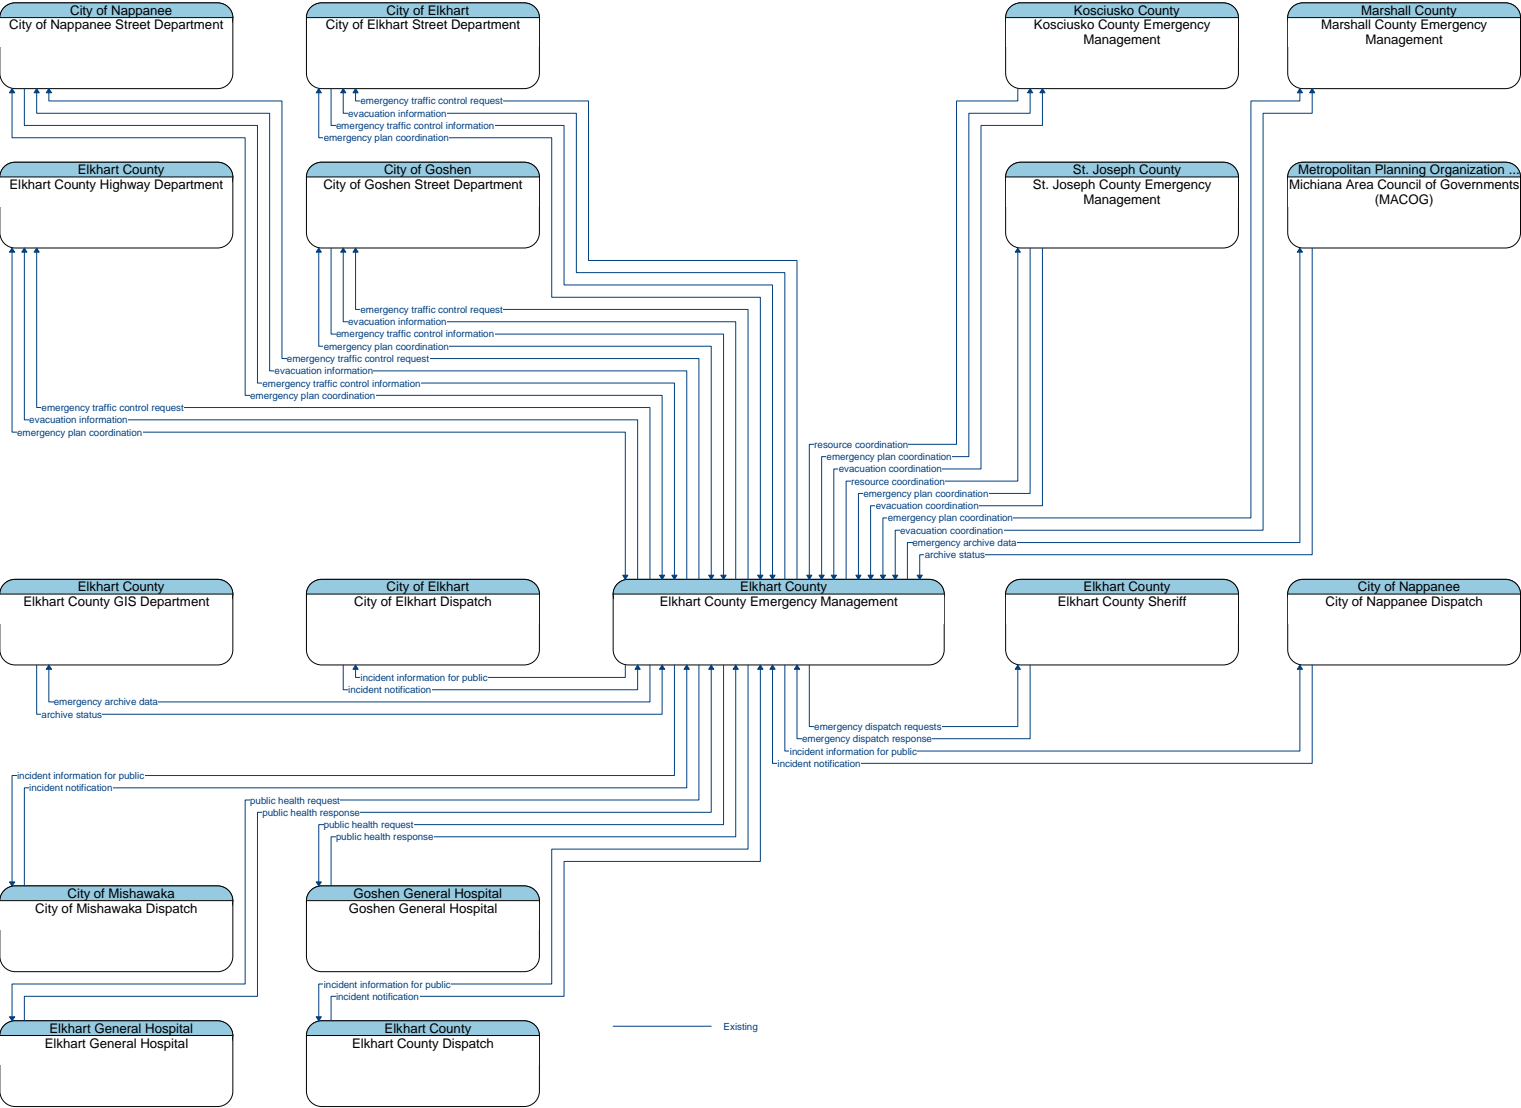 City of Nappanee
City of Nappanee Street Department
City of Elkhart
City of Elkhart Street Department
Kosciusko County
Kosciusko County Emergency
Management
Marshall County
Marshall County Emergency
Management
emergency traffic control request
evacuation information
emergency traffic control information
emergency plan coordination
Elkhart County
Elkhart County Highway Department
City of Goshen
City of Goshen Street Department
St. Joseph County
St. Joseph County Emergency
Management
Metropolitan Planning Organization ...
Michiana Area Council of Governments
(MACOG)
emergency traffic control request
evacuation information
emergency traffic control information
emergency plan coordination
emergency traffic control request
evacuation information
emergency traffic control information
emergency plan coordination
emergency traffic control request
evacuation information
emergency plan coordination
resource coordination
emergency plan coordination
evacuation coordination
resource coordination
emergency plan coordination
evacuation coordination
emergency plan coordination
evacuation coordination
emergency archive data
archive status
Elkhart County
Elkhart County GIS Department
City of Elkhart
City of Elkhart Dispatch
Elkhart County
Elkhart County Emergency Management
Elkhart County
Elkhart County Sheriff
City of Nappanee
City of Nappanee Dispatch
incident information for public
incident notification
emergency archive data
archive status
emergency dispatch requests
emergency dispatch response
incident information for public
incident notification
incident information for public
incident notification
public health request
public health response
public health request
public health response
City of Mishawaka
City of Mishawaka Dispatch
Goshen General Hospital
Goshen General Hospital
incident information for public
incident notification
Elkhart General Hospital
Elkhart General Hospital
Elkhart County
Elkhart County Dispatch
Existing